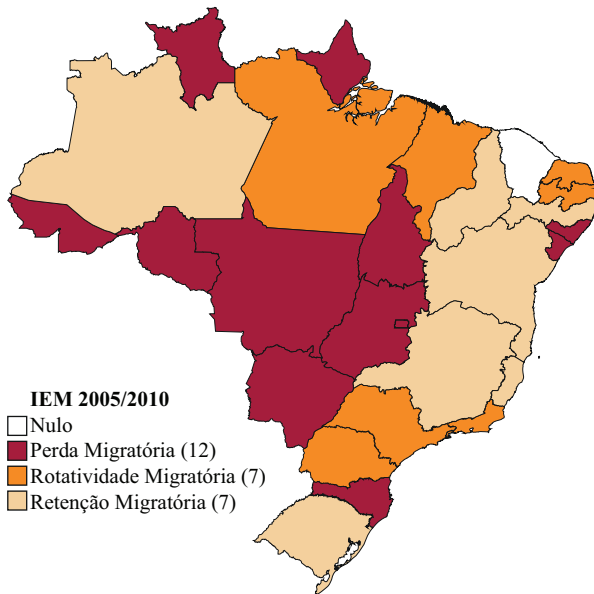 IEM 2005/2010
Nulo
Perda Migratória (12)
Rotatividade Migratória (7)
Retenção Migratória (7)